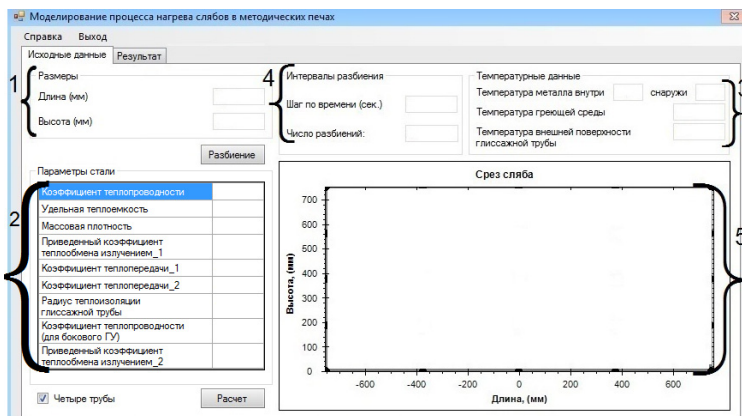 Моделирование процесса нагрева слябов в методических печах
Справка Выход
Исходные данные Результат
1
Размеры
Длина (мм)
Высота (мм)
4
Интервалы разбиения
Шаг по времени (сек.)
Число разбиений:
Температурные данные
Температура металла внутри снаружи
Температура греющей среды
Температура внешней поверхности
глиссажной трубы
3
Разбиение
2
Параметры стали
Коэффициент теплопроводности
Удельная теплоемкость
Массовая плотность
Приведенный коэффициент
теплообмена излучением_1
Коэффициент теплопередачи_1
Коэффициент теплопередачи_2
Радиус теплоизоляции
глиссажной трубы
Коэффициент теплопроводности
(для бокового ГУ)
Приведенный коэффициент
теплообмена излучением_2
Четыре трубы Расчет
Срез сляба
5
Высота, (мм)
700
600
500
400
300
200
100
0
-600 -400 -200 0 200 400 600
Длина, (мм)